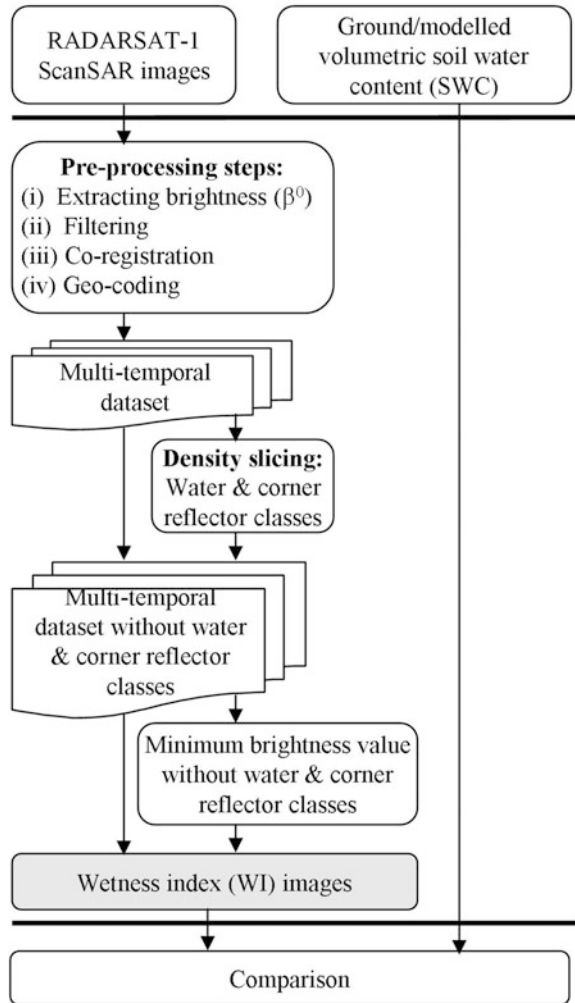 RADARSAT-1
ScanSAR images
Ground/modelled
volumetric soil water
content (SWC)
Pre-processing steps:
(i) Extracting brightness (β⁰)
(ii) Filtering
(iii) Co-registration
(iv) Geo-coding
Multi-temporal
dataset
Density slicing:
Water & corner
reflector classes
Multi-temporal
dataset without water
& corner reflector
classes
Minimum brightness value
without water & corner
reflector classes
Wetness index (WI) images
Comparison